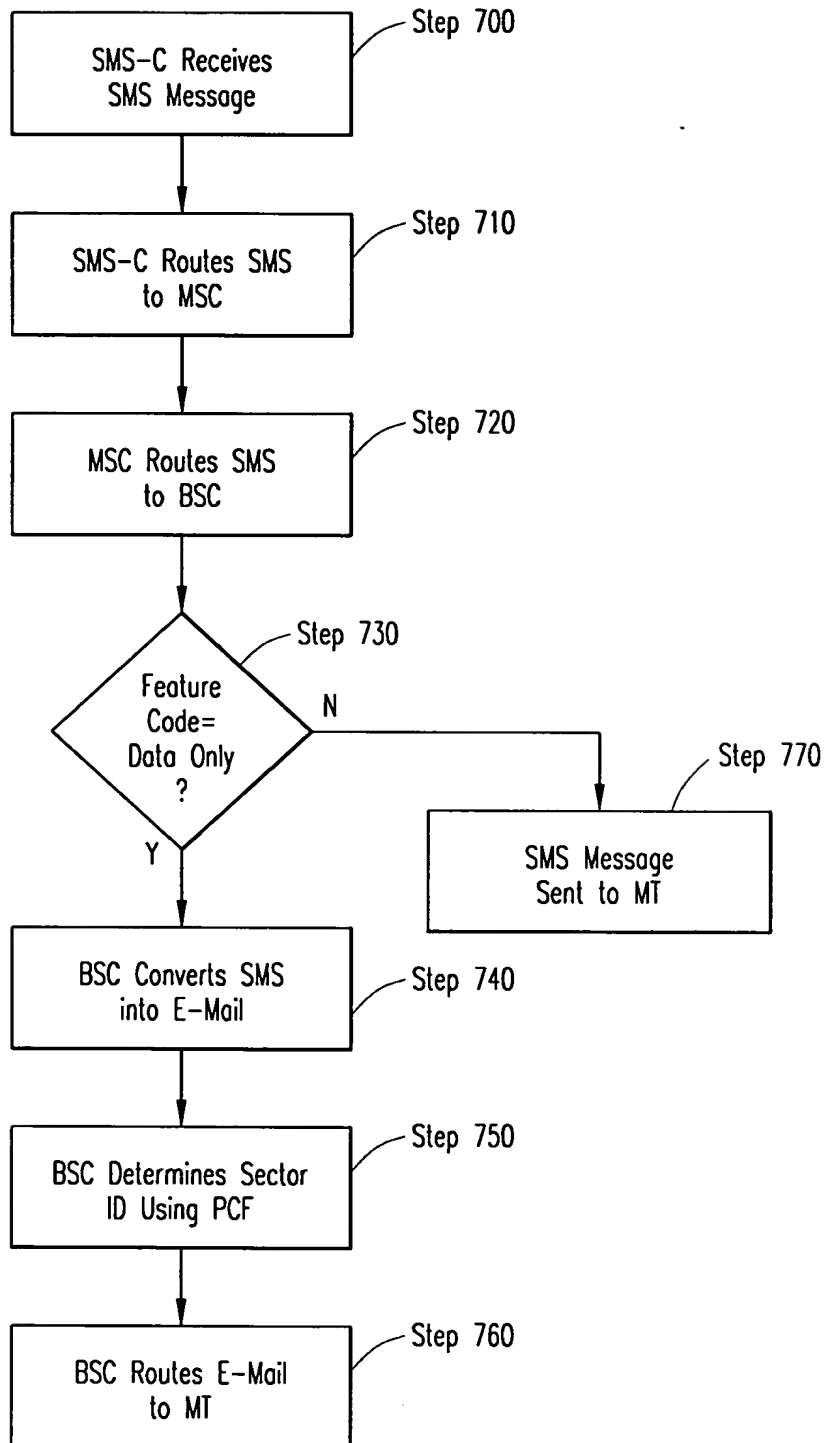 Step 700
SMS-C Receives
SMS Message
Step 710
SMS-C Routes SMS
to MSC
Step 720
MSC Routes SMS
to BSC
Step 730
Feature
Code=
Data Only
?
N
Y
Step 770
SMS Message
Sent to MT
BSC Converts SMS
into E-Mail
Step 740
Step 750
BSC Determines Sector
ID Using PCF
Step 760
BSC Routes E-Mail
to MT